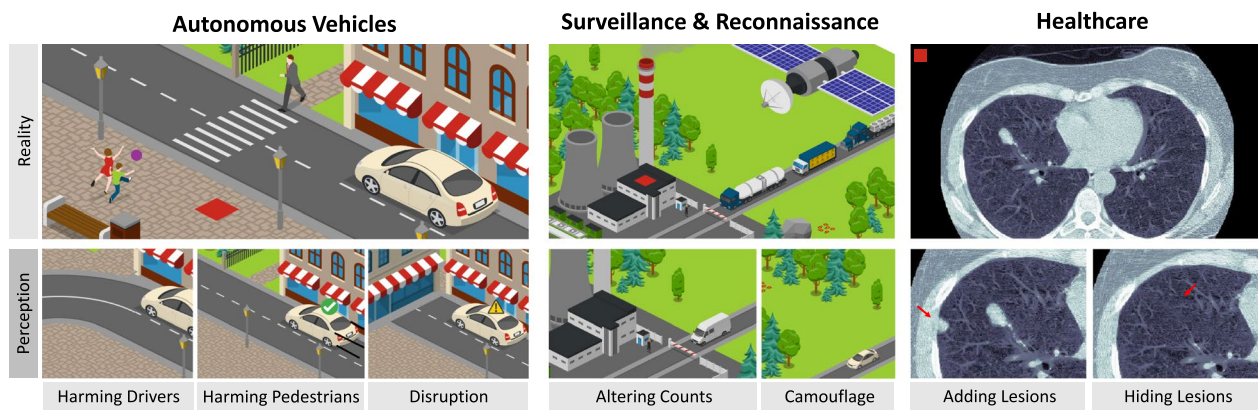 Autonomous Vehicles
Surveillance & Reconnaissance
Healthcare
Reality
Perception
Harming Drivers
Harming Pedestrians
Disruption
Altering Counts
Camouflage
Adding Lesions
Hiding Lesions